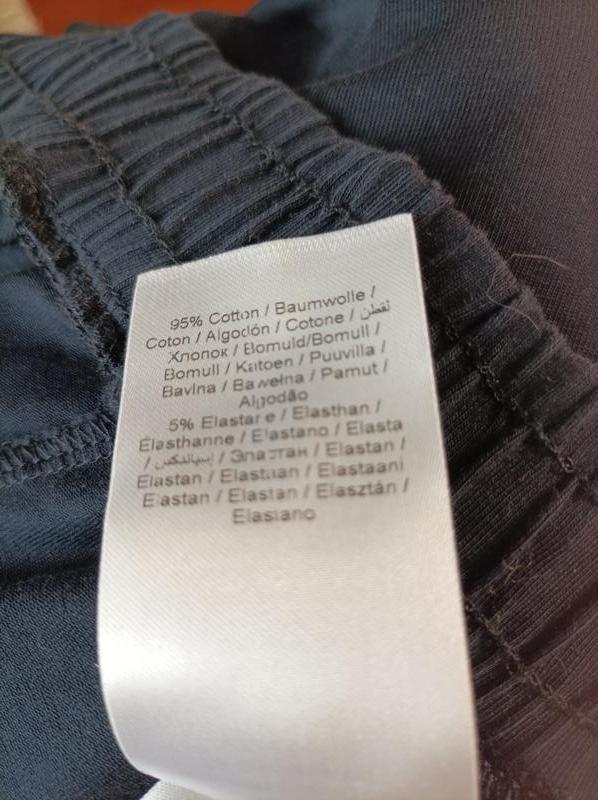 95% Cotton / Baumwolle /
Coton / Algodón / Cotone / لقطن
Хлопок / Bomuld/Bomull /
Bomull / Katoen / Puuvilla /
Bavlna / Bawełna / Pamut /
Algodão
5% Elastane / Elasthan /
Élasthanne / Elastano / Elasta
/ إسباندكس / Эластан / Elastan /
Elastan / Elastaan / Elastaani
Elastan / Elastan / Elasztán /
Elastano